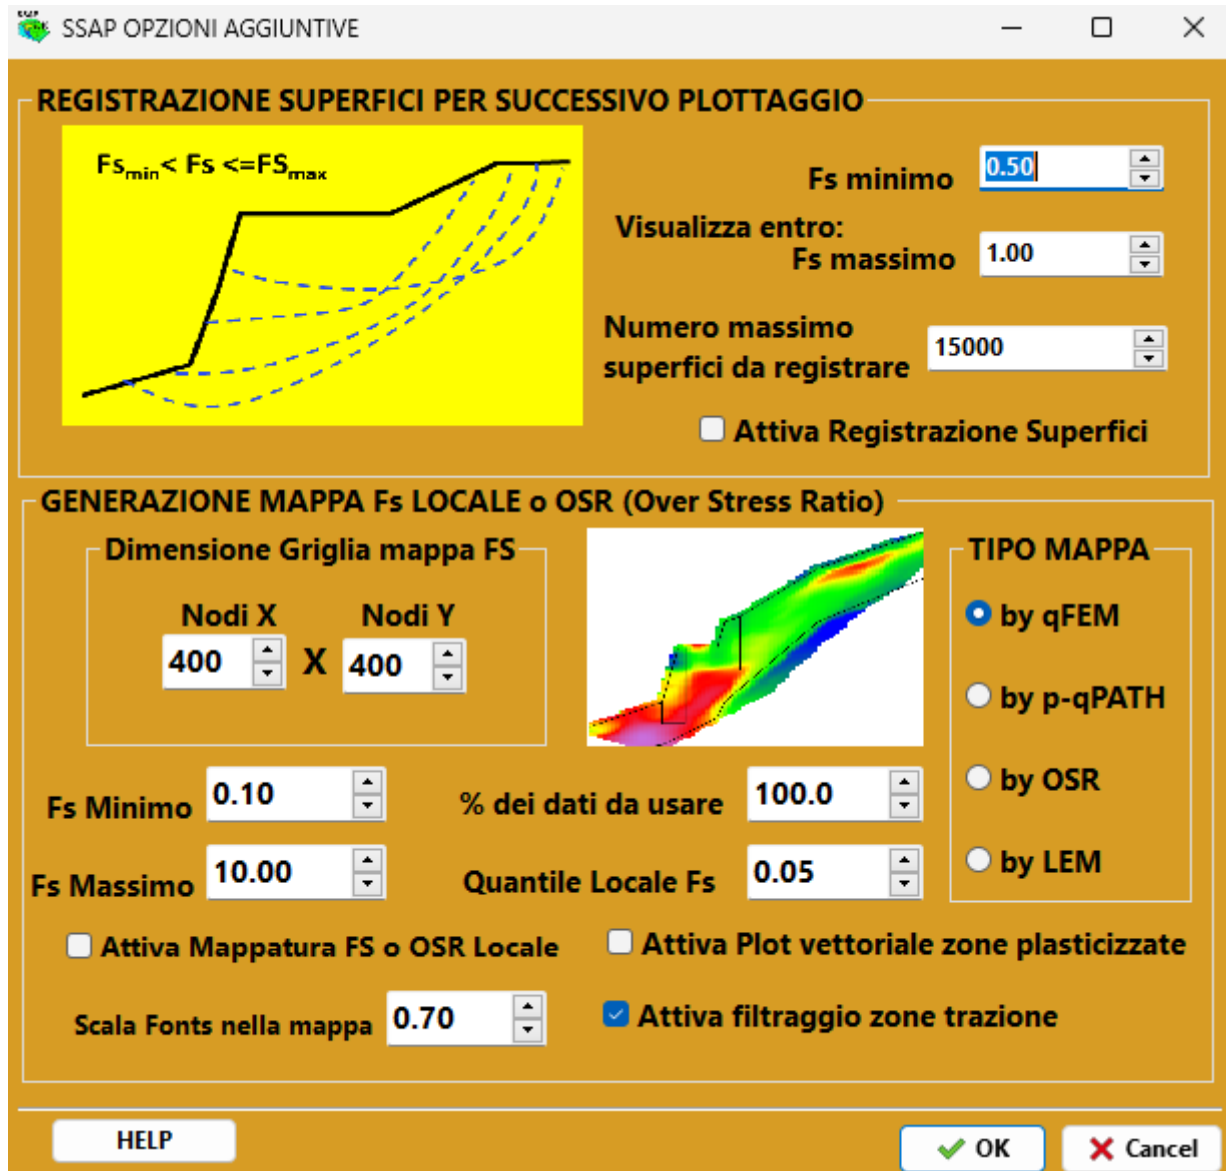 SSAP OPZIONI AGGIUNTIVE
REGISTRAZIONE SUPERFICI PER SUCCESSIVO PLOTTAGGIO
Fsmin< Fs <=FSmax
Fs minimo 0.50
Visualizza entro:
Fs massimo 1.00
Numero massimo
superfici da registrare 15000
Attiva Registrazione Superfici
GENERAZIONE MAPPA Fs LOCALE o OSR (Over Stress Ratio)
Dimensione Griglia mappa FS
Nodi X Nodi Y
400 X 400
TIPO MAPPA
by qFEM
by p-qPATH
by OSR
by LEM
Fs Minimo 0.10
% dei dati da usare 100.0
Fs Massimo 10.00
Quantile Locale Fs 0.05
Attiva Mappatura FS o OSR Locale
Attiva Plot vettoriale zone plasticizzate
Scala Fonts nella mappa 0.70
Attiva filtraggio zone trazione
HELP
OK
Cancel